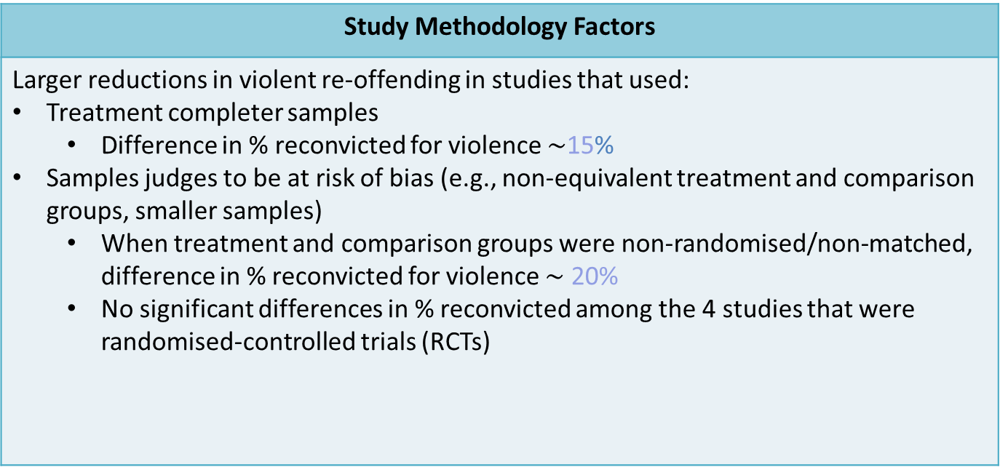 Study Methodology Factors
Larger reductions in violent re-offending in studies that used:
• Treatment completer samples
• Difference in % reconvicted for violence ~15%
• Samples judges to be at risk of bias (e.g., non-equivalent treatment and comparison
groups, smaller samples)
• When treatment and comparison groups were non-randomised/non-matched,
difference in % reconvicted for violence ~ 20%
• No significant differences in % reconvicted among the 4 studies that were
randomised-controlled trials (RCTs)